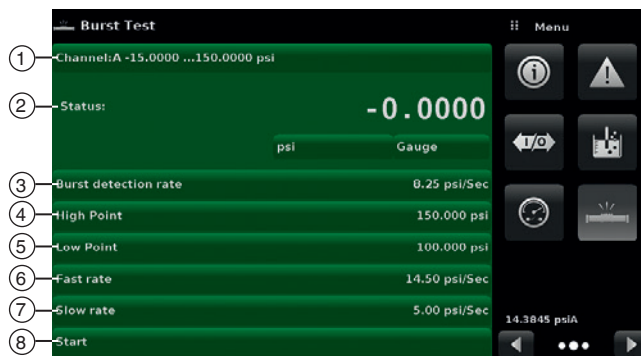 Burst Test
Menu
1 Channel:A -15.0000 ...150.0000 psi
2 Status:
-0.0000
psi Gauge
3 Burst detection rate 8.25 psi/Sec
4 High Point 150.000 psi
5 Low Point 100.000 psi
6 Fast rate 14.50 psi/Sec
7 Slow rate 5.00 psi/Sec
8 Start
I/O
14.3845 psiA